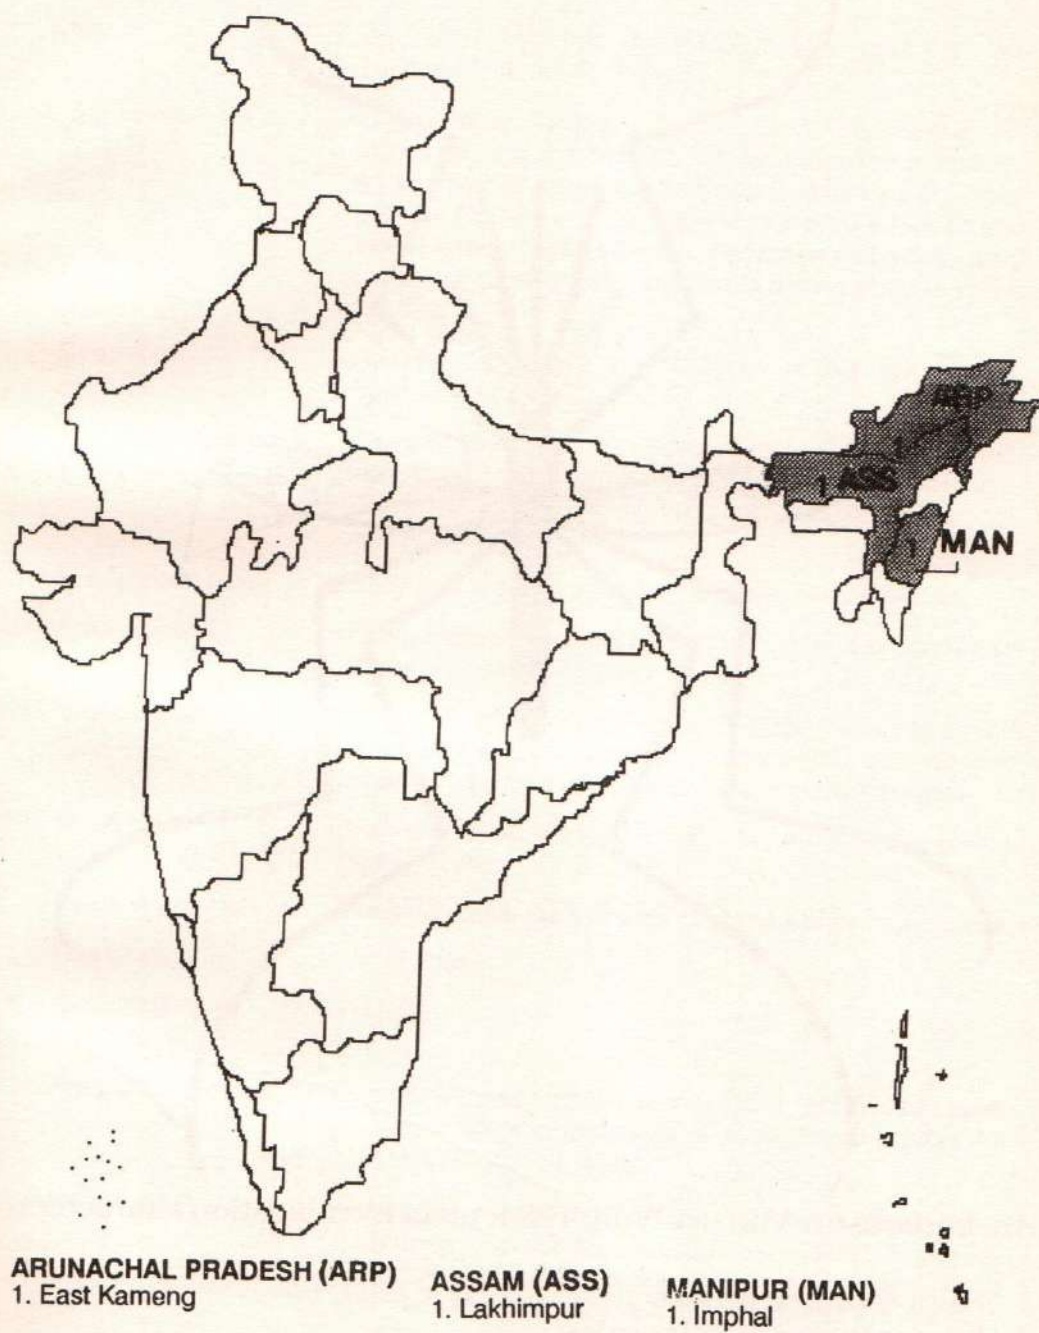 ARP
1
1 ASS
1 MAN
ARUNACHAL PRADESH (ARP)
1. East Kameng
ASSAM (ASS)
1. Lakhimpur
MANIPUR (MAN)
1. Imphal